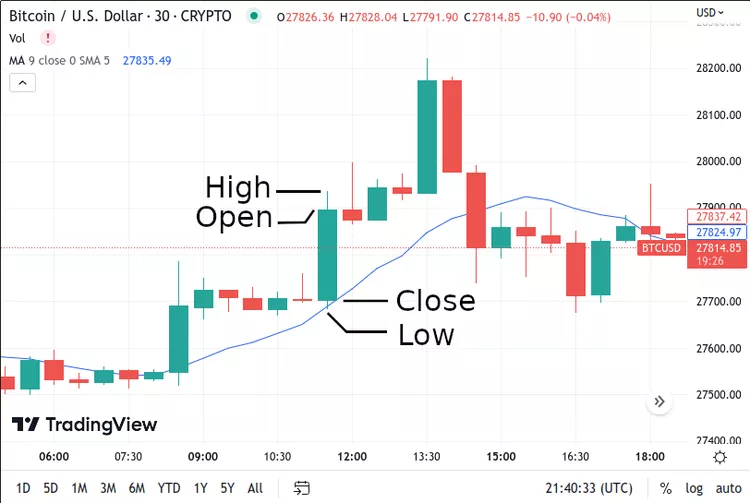 Bitcoin / U.S. Dollar · 30 · CRYPTO O27826.36 H27828.04 L27791.90 C27814.85 −10.90 (−0.04%) USD
Vol !
MA 9 close 0 SMA 5 27835.49
28200.00
28100.00
28000.00
High
Open
27900.00
27837.42
27824.97
BTCUSD 27814.85
19:26
Close
Low
27700.00
27600.00
27500.00
TradingView
27400.00
06:00 07:30 09:00 10:30 12:00 13:30 15:00 16:30 18:00
1D 5D 1M 3M 6M YTD 1Y 5Y All 21:40:33 (UTC) % log auto